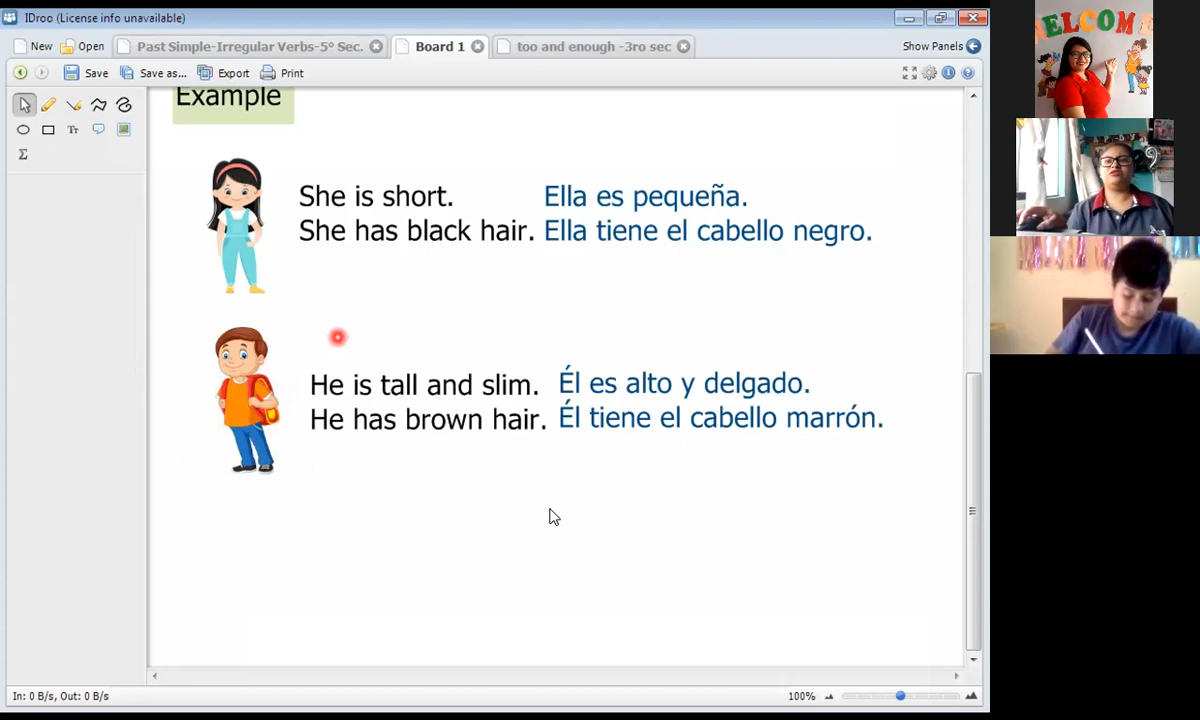 IDroo (License info unavailable)
New Open Past Simple-Irregular Verbs-5° Sec. Board 1 too and enough -3ro sec Show Panels
Save Save as... Export Print
Example
She is short. Ella es pequeña.
She has black hair. Ella tiene el cabello negro.
He is tall and slim. Él es alto y delgado.
He has brown hair. Él tiene el cabello marrón.
In: 0 B/s, Out: 0 B/s 100%
WELCOME